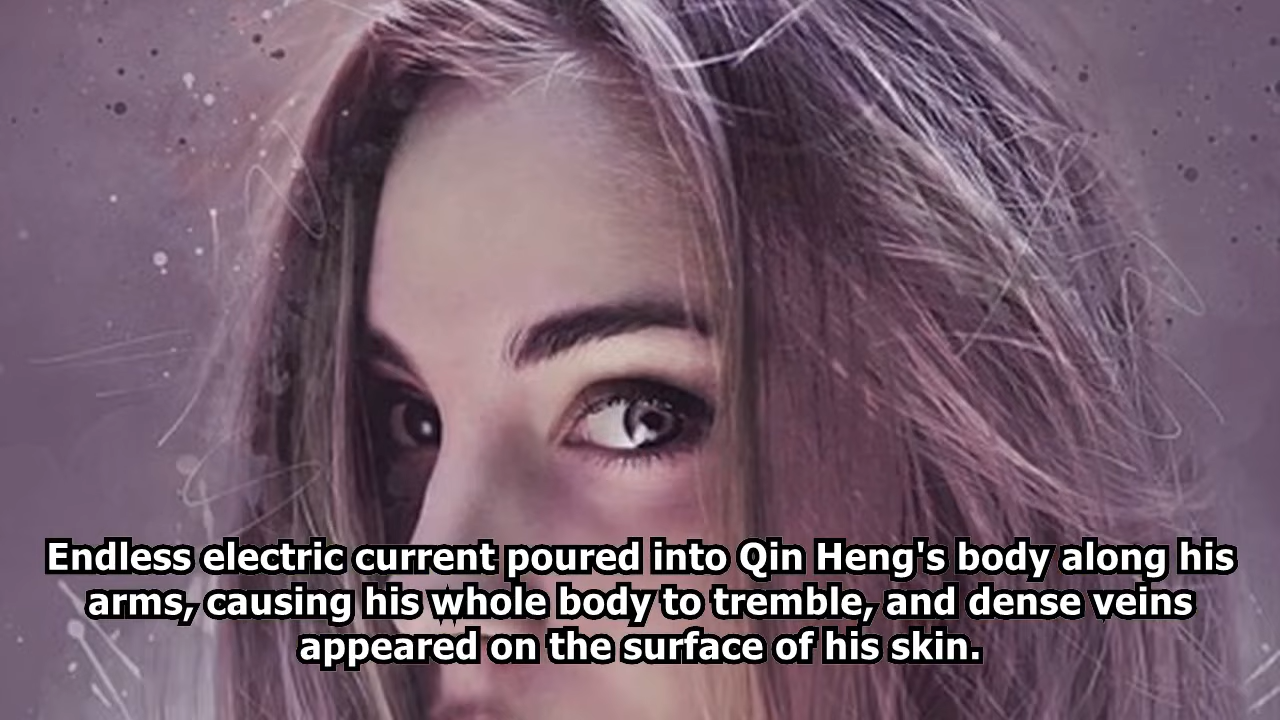 Endless electric current poured into Qin Heng's body along his
arms, causing his whole body to tremble, and dense veins
appeared on the surface of his skin.